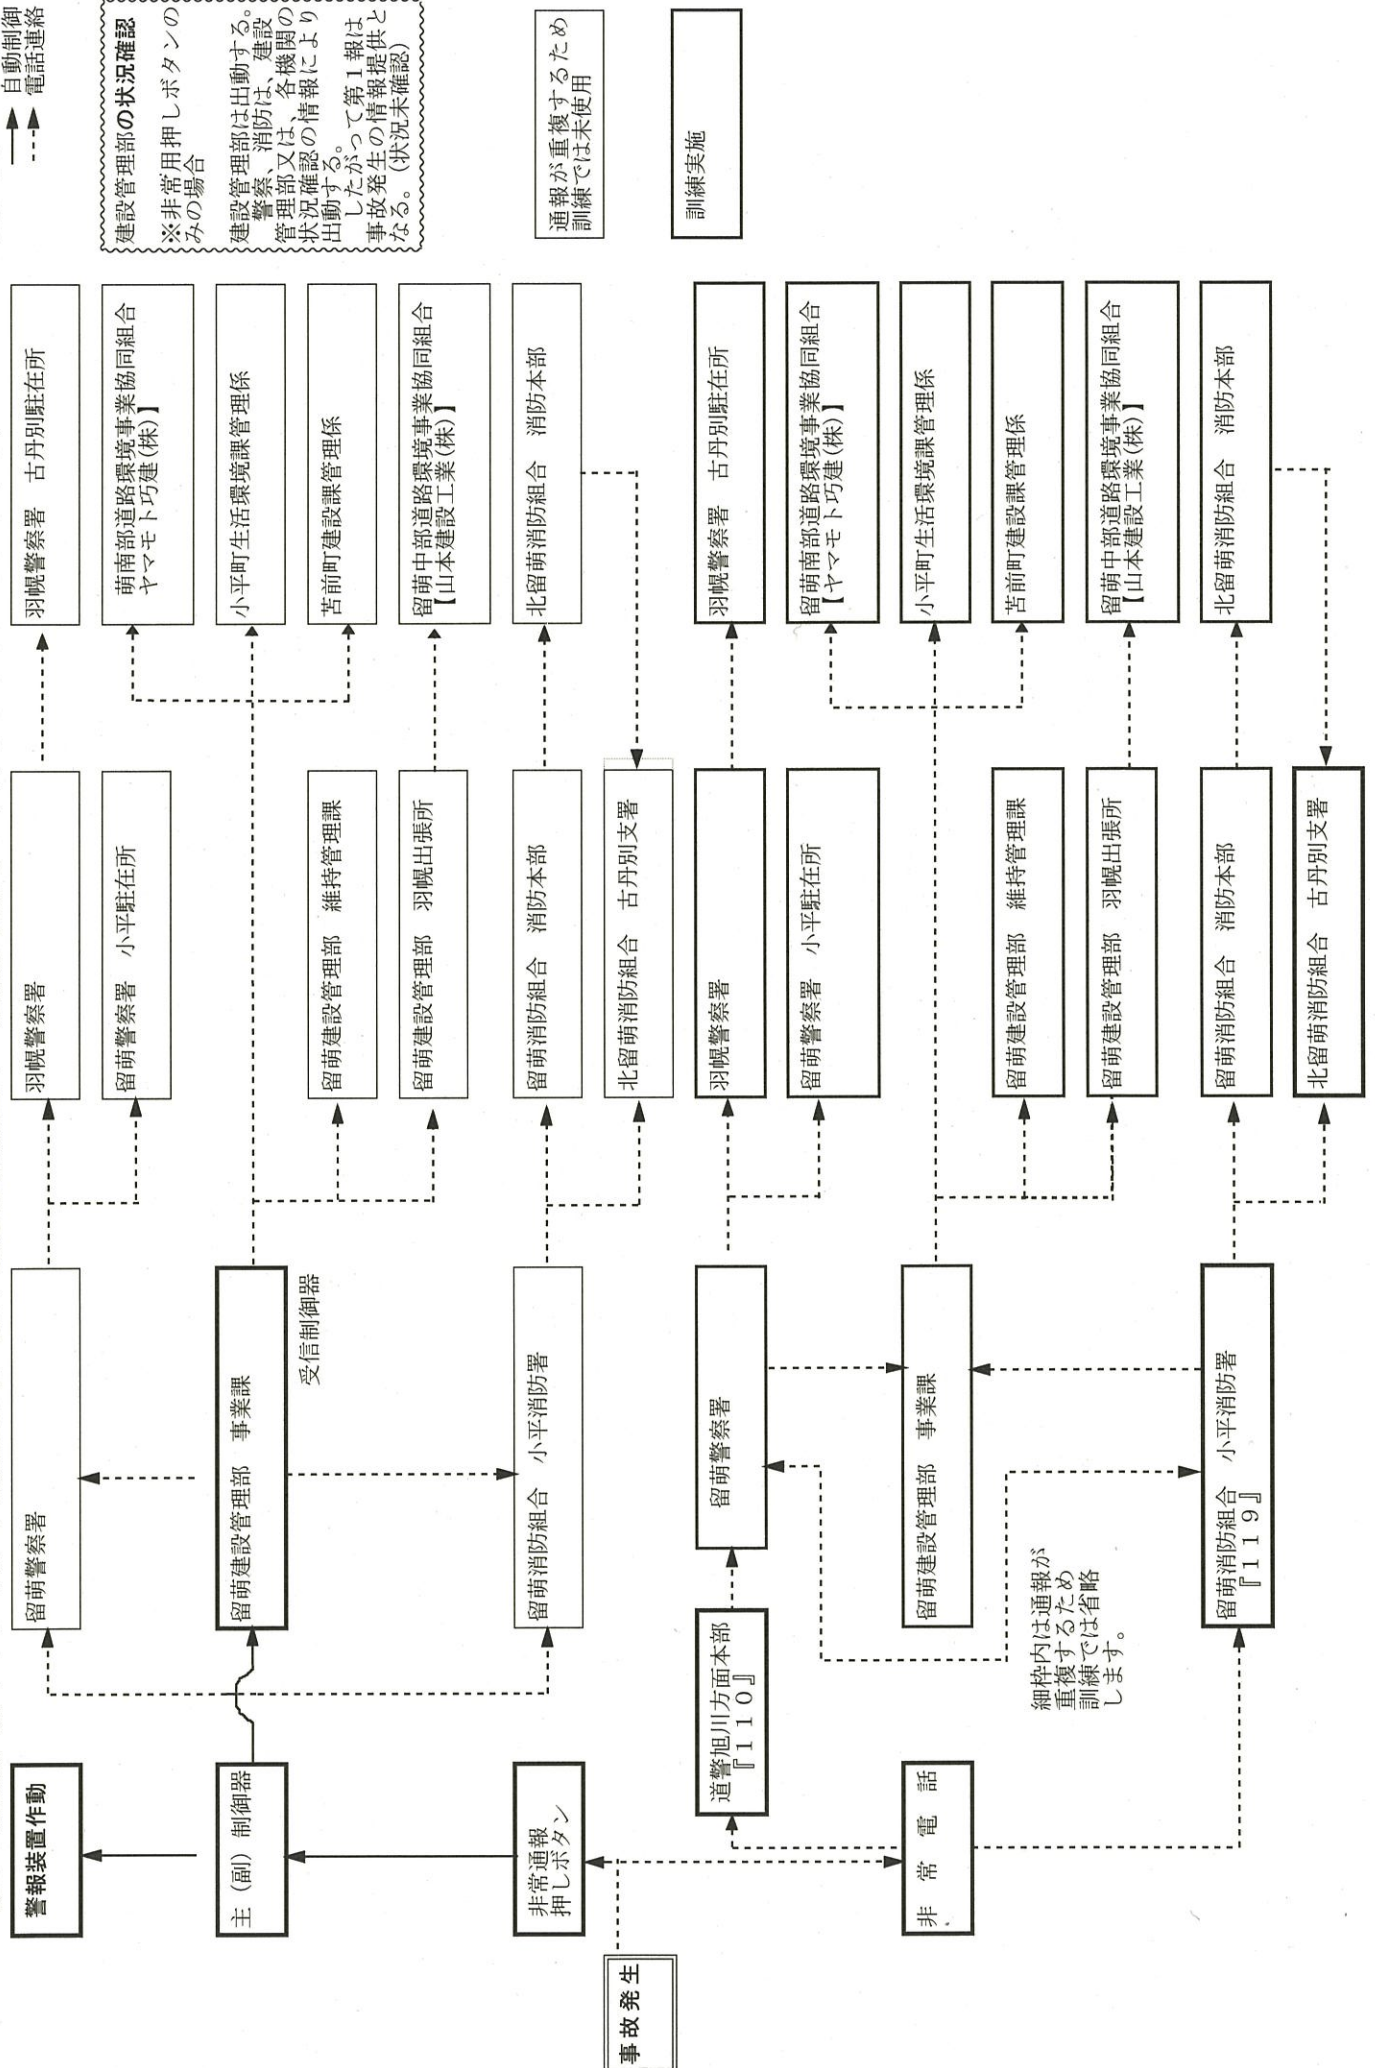 自動制御
電話連絡
建設管理部の状況確認
※非常用押しボタンの
みの場合
建設管理部は出動する。
警察、消防は、建設
管理部又は、各機関の
状況確認の情報により
出動する。
したがって第１報は
事故発生の情報提供と
なる。（状況未確認）
通報が重複するため
訓練では未使用
訓練実施
事故発生
警報装置作動
主（副）制御器
非常通報
押しボタン
留萌警察署
留萌建設管理部　事業課
受信制御器
留萌消防組合　小平消防署
羽幌警察署
留萌警察署　小平駐在所
留萌建設管理部　維持管理課
留萌建設管理部　羽幌出張所
留萌消防組合　消防本部
北留萌消防組合　古丹別支署
羽幌警察署　古丹別駐在所
萌南部道路環境事業協同組合
ヤマモト巧建(株)】
小平町生活環境課管理係
苫前町建設課管理係
留萌中部道路環境事業協同組合
【山本建設工業(株)】
北留萌消防組合　消防本部
非　常　電　話
道警旭川方面本部
『１１０』
留萌警察署
留萌建設管理部　事業課
細枠内は通報が
重複するため
訓練では省略
します。
留萌消防組合　小平消防署
『１１９』
羽幌警察署
留萌警察署　小平駐在所
留萌建設管理部　維持管理課
留萌建設管理部　羽幌出張所
留萌消防組合　消防本部
北留萌消防組合　古丹別支署
羽幌警察署　古丹別駐在所
留萌南部道路環境事業協同組合
【ヤマモト巧建(株)】
小平町生活環境課管理係
苫前町建設課管理係
留萌中部道路環境事業協同組合
【山本建設工業(株)】
北留萌消防組合　消防本部